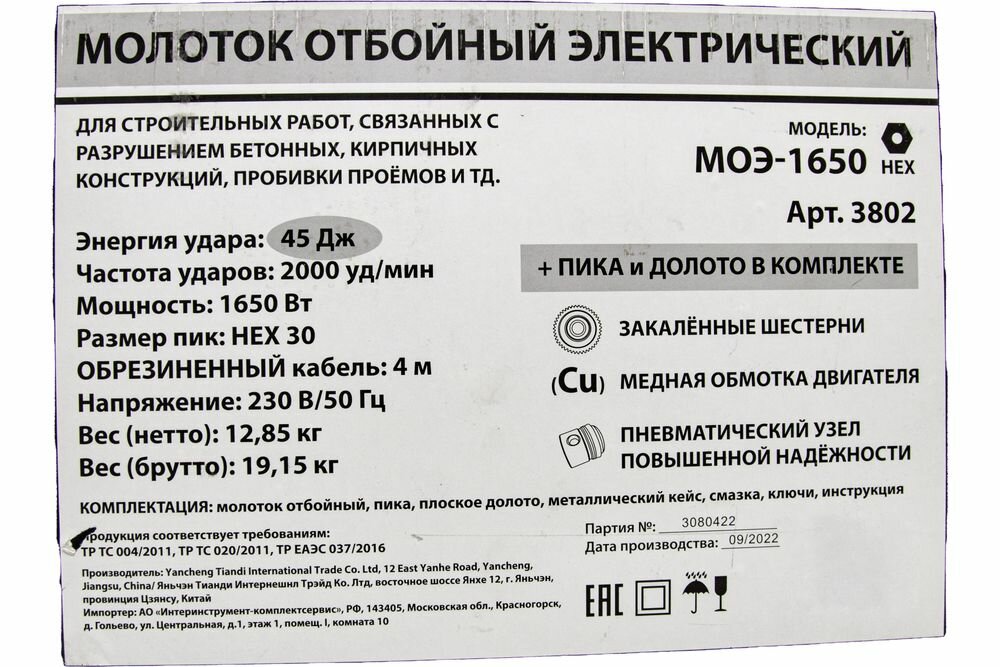 МОЛОТОК ОТБОЙНЫЙ ЭЛЕКТРИЧЕСКИЙ
ДЛЯ СТРОИТЕЛЬНЫХ РАБОТ, СВЯЗАННЫХ С
РАЗРУШЕНИЕМ БЕТОННЫХ, КИРПИЧНЫХ
КОНСТРУКЦИЙ, ПРОБИВКИ ПРОЁМОВ И ТД.
МОДЕЛЬ:
МОЭ-1650
HEX
Арт. 3802
Энергия удара: 45 Дж
Частота ударов: 2000 уд/мин
Мощность: 1650 Вт
Размер пик: HEX 30
ОБРЕЗИНЕННЫЙ кабель: 4 м
Напряжение: 230 В/50 Гц
Вес (нетто): 12,85 кг
Вес (брутто): 19,15 кг
+ ПИКА и ДОЛОТО В КОМПЛЕКТЕ
ЗАКАЛЁННЫЕ ШЕСТЕРНИ
(Cu) МЕДНАЯ ОБМОТКА ДВИГАТЕЛЯ
ПНЕВМАТИЧЕСКИЙ УЗЕЛ
ПОВЫШЕННОЙ НАДЁЖНОСТИ
КОМПЛЕКТАЦИЯ: молоток отбойный, пика, плоское долото, металлический кейс, смазка, ключи, инструкция
Продукция соответствует требованиям:
ТР ТС 004/2011, ТР ТС 020/2011, ТР ЕАЭС 037/2016
Производитель: Yancheng Tiandi International Trade Co. Ltd, 12 East Yanhe Road, Yancheng,
Jiangsu, China/ Яньчэн Тианди Интернешнл Трэйд Ко. Лтд, восточное шоссе Янхе 12, г. Яньчэн,
провинция Цзянсу, Китай
Импортер: АО «Интеринструмент-комплектсервис», РФ, 143405, Московская обл., Красногорск,
д. Гольево, ул. Центральная, д.1, этаж 1, помещ. I, комната 10
Партия №: 3080422
Дата производства: 09/2022
EAC